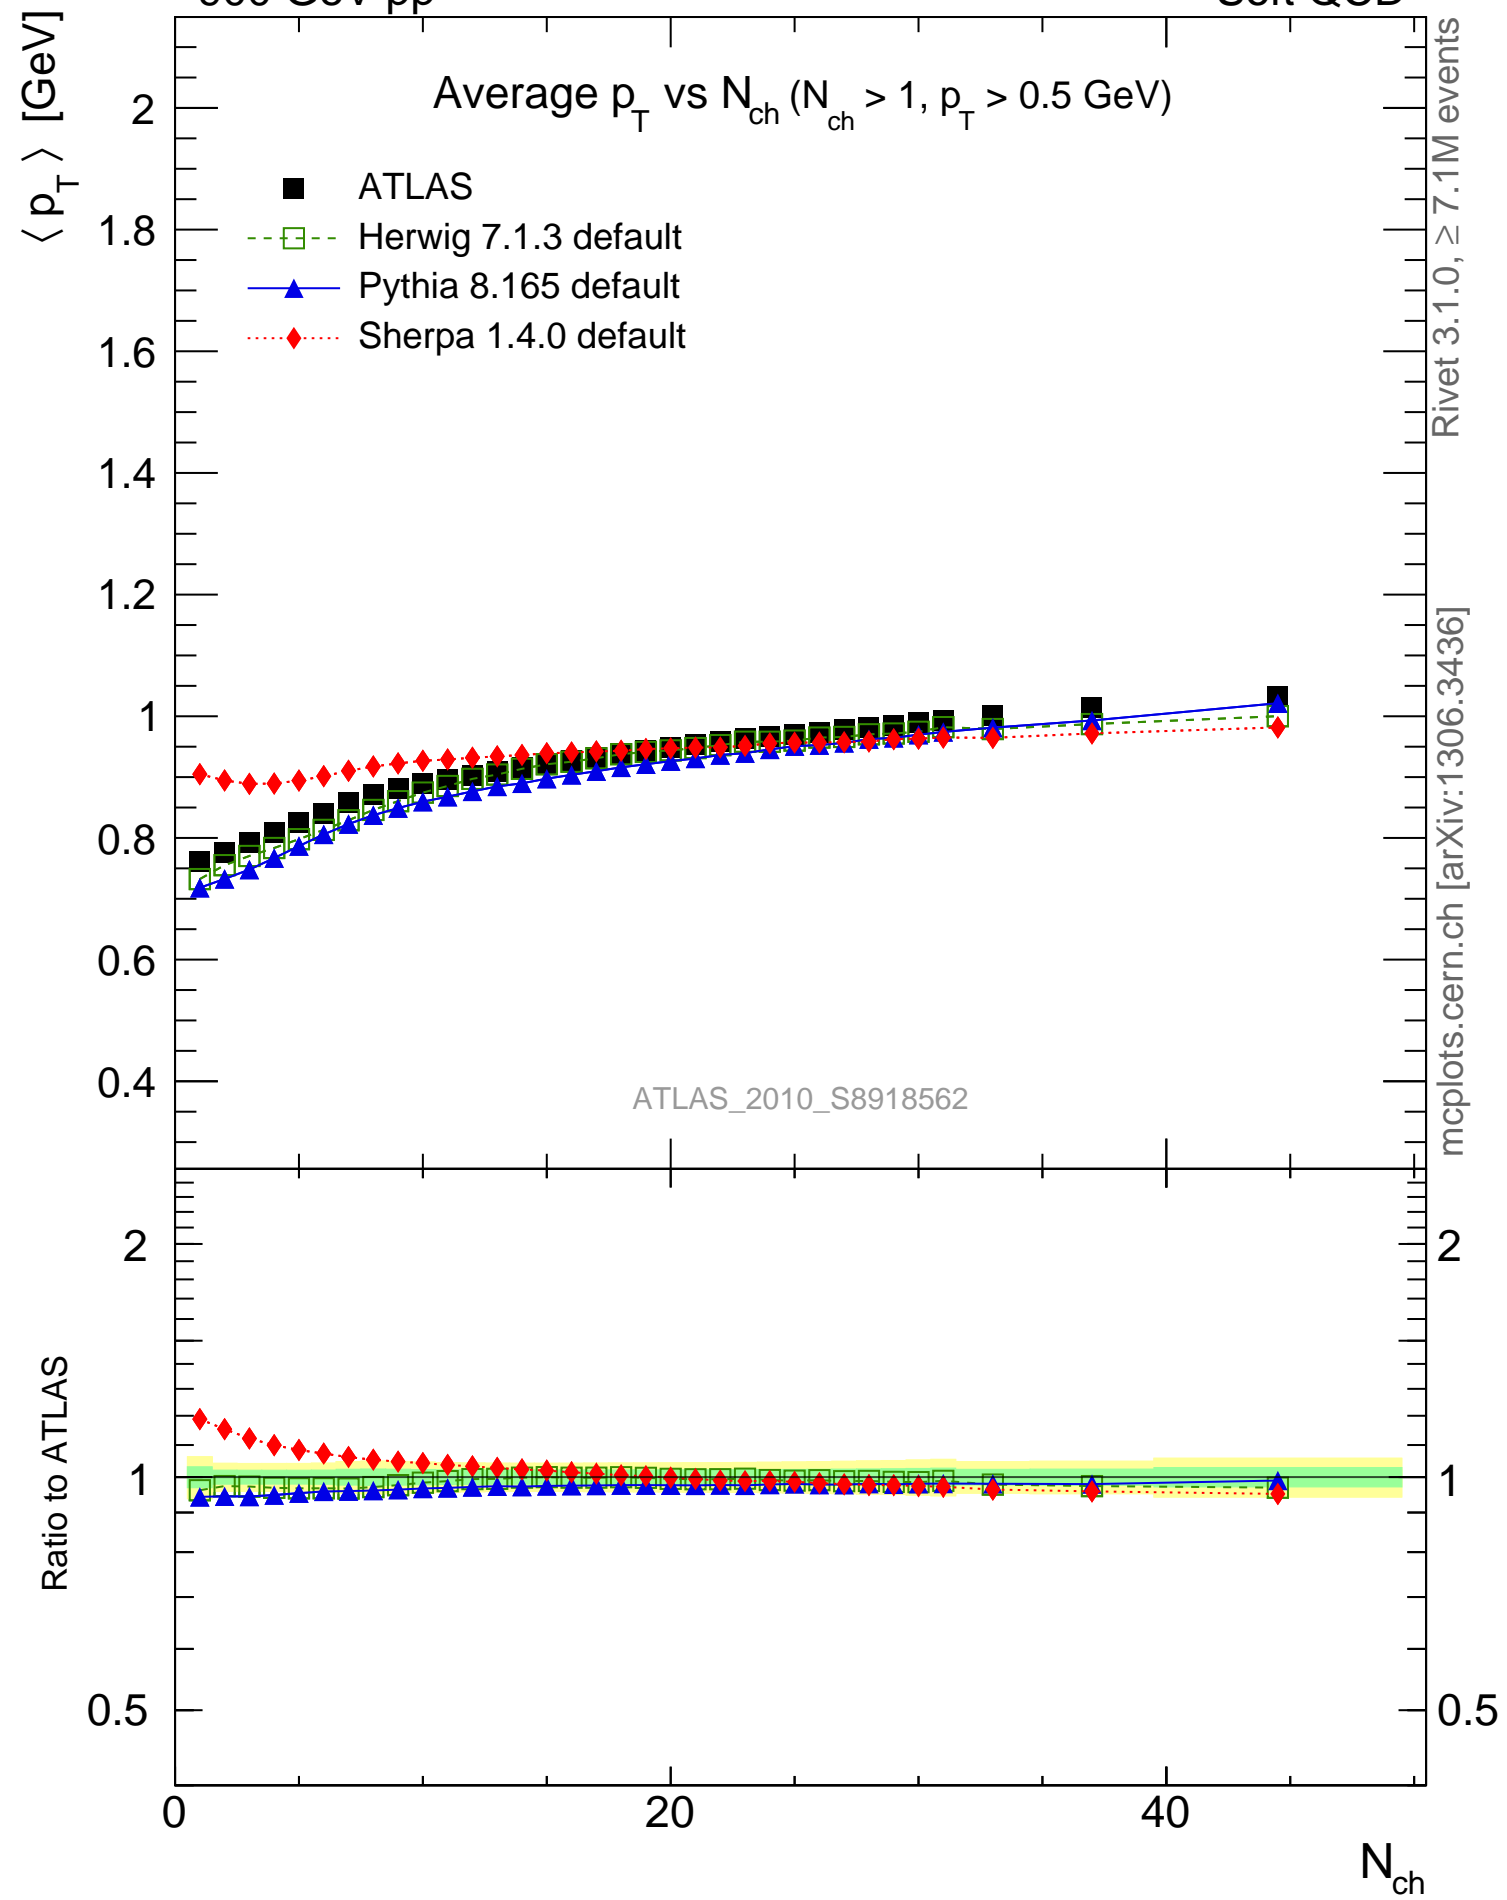 ⟨ p_T ⟩ [GeV]
Average p_T vs N_ch (N_ch > 1, p_T > 0.5 GeV)
ATLAS
Herwig 7.1.3 default
Pythia 8.165 default
Sherpa 1.4.0 default
2
1.8
1.6
1.4
1.2
1
0.8
0.6
0.4
ATLAS_2010_S8918562
Rivet 3.1.0, ≥ 7.1M events
mcplots.cern.ch [arXiv:1306.3436]
Ratio to ATLAS
2
1
0.5
2
1
0.5
0
20
40
N_ch